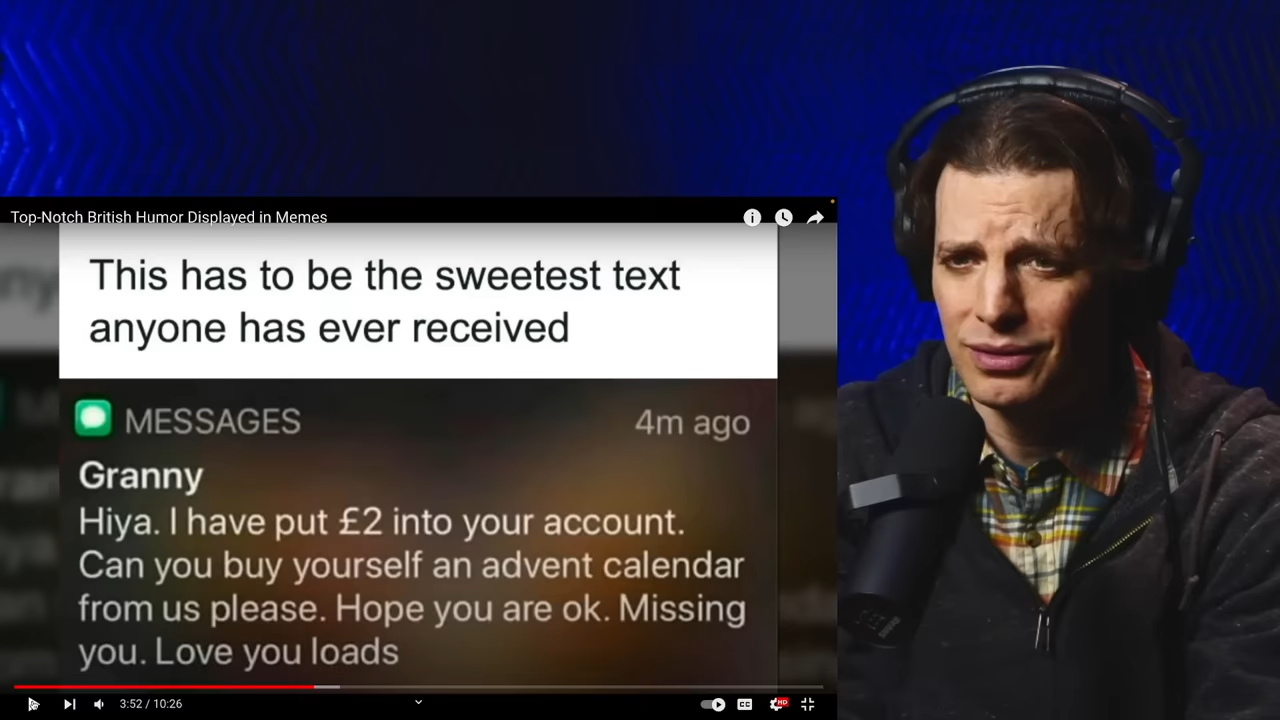 Top-Notch British Humor Displayed in Memes
This has to be the sweetest text
anyone has ever received
MESSAGES
4m ago
Granny
Hiya. I have put £2 into your account.
Can you buy yourself an advent calendar
from us please. Hope you are ok. Missing
you. Love you loads
3:52 / 10:26
CC
HD